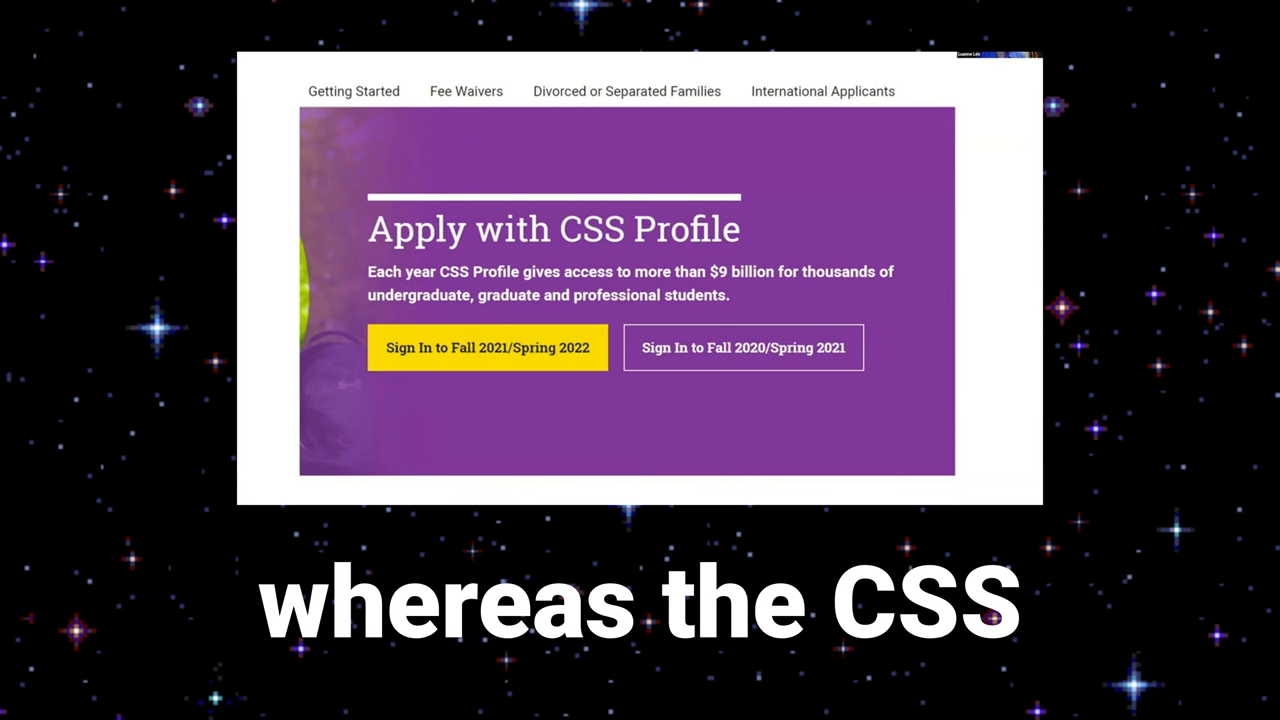 Getting Started Fee Waivers Divorced or Separated Families International Applicants
Apply with CSS Profile
Each year CSS Profile gives access to more than $9 billion for thousands of
undergraduate, graduate and professional students.
Sign In to Fall 2021/Spring 2022 Sign In to Fall 2020/Spring 2021
whereas the CSS